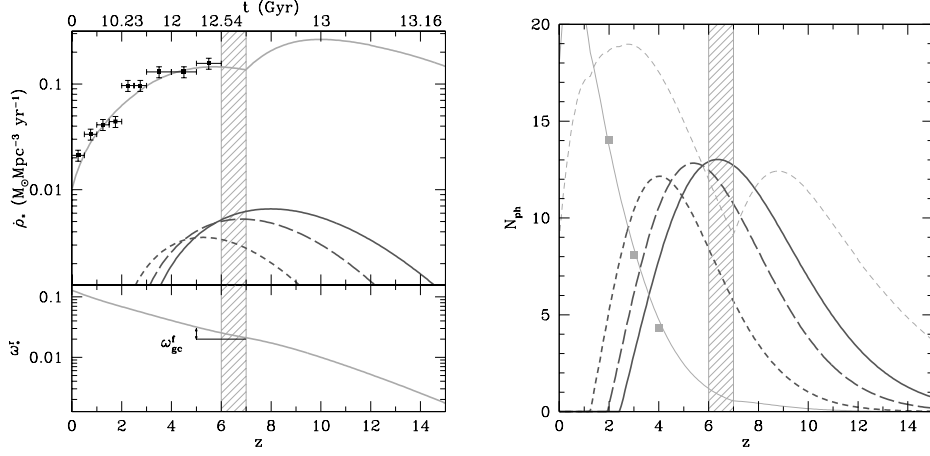 t (Gyr)
0 10.23 12 12.54 13 13.16
ρ̇* (M⊙Mpc⁻³ yr⁻¹)
0.1
0.01
ω*ᶠ
0.1
0.01
ωgcᶠ
0 2 4 6 8 10 12 14
z
Nph
20
15
10
5
0
0 2 4 6 8 10 12 14
z